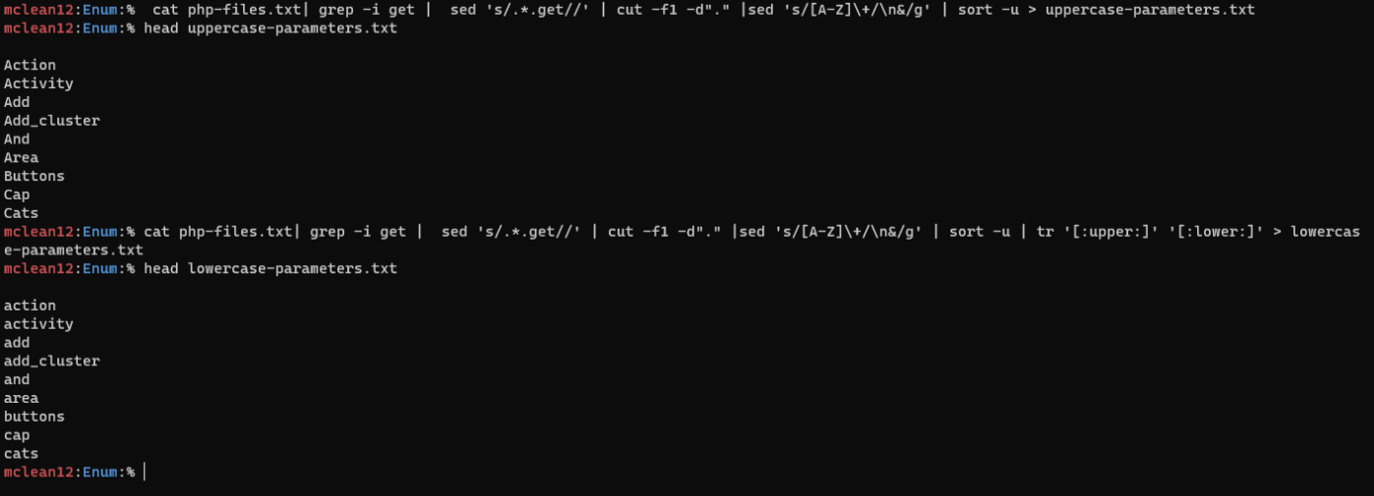 mclean12:Enum:%  cat php-files.txt| grep -i get |  sed 's/.*.get//' | cut -f1 -d"." |sed 's/[A-Z]\+/\n&/g' | sort -u > uppercase-parameters.txt
mclean12:Enum:% head uppercase-parameters.txt

Action
Activity
Add
Add_cluster
And
Area
Buttons
Cap
Cats
mclean12:Enum:% cat php-files.txt| grep -i get |  sed 's/.*.get//' | cut -f1 -d"." |sed 's/[A-Z]\+/\n&/g' | sort -u | tr '[:upper:]' '[:lower:]' > lowercas
e-parameters.txt
mclean12:Enum:% head lowercase-parameters.txt

action
activity
add
add_cluster
and
area
buttons
cap
cats
mclean12:Enum:%